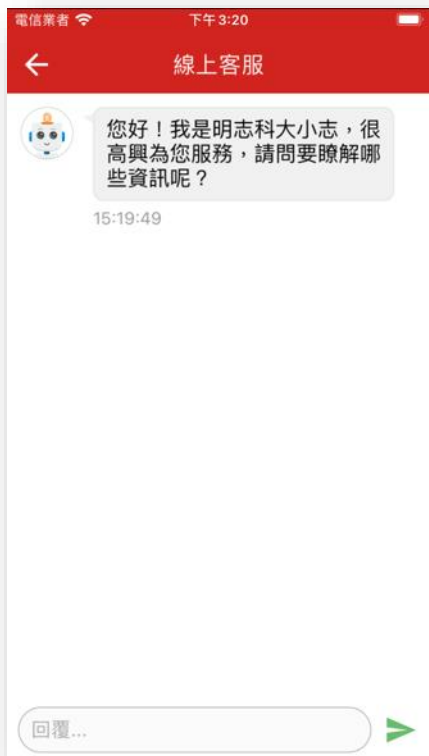 電信業者
下午3:20
線上客服
您好！我是明志科大小志，很
高興為您服務，請問要瞭解哪
些資訊呢？
15:19:49
回覆...